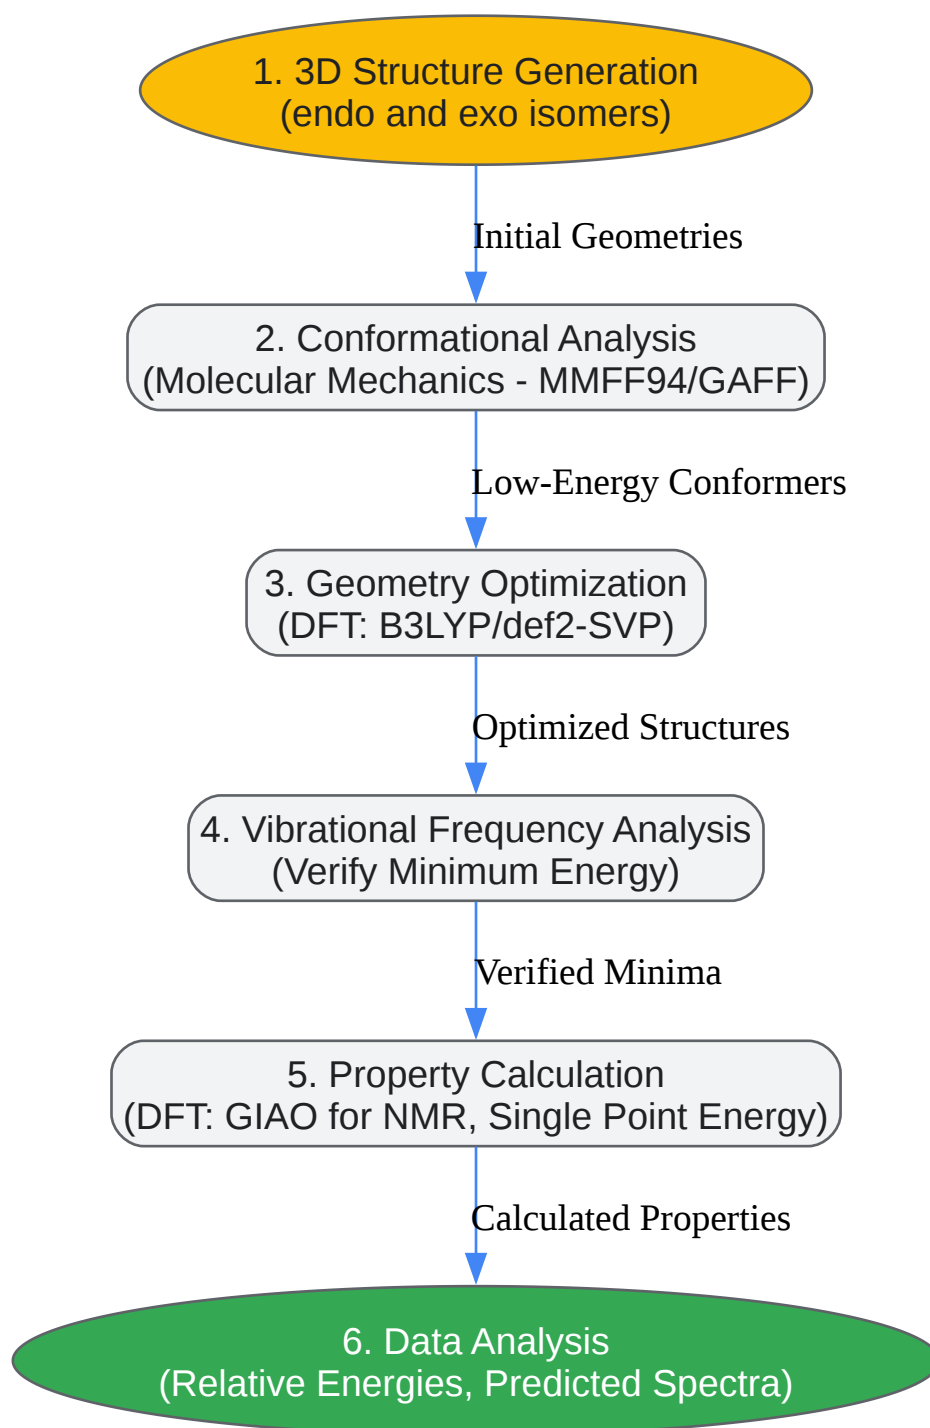 1. 3D Structure Generation
(endo and exo isomers)
Initial Geometries
2. Conformational Analysis
(Molecular Mechanics - MMFF94/GAFF)
Low-Energy Conformers
3. Geometry Optimization
(DFT: B3LYP/def2-SVP)
Optimized Structures
4. Vibrational Frequency Analysis
(Verify Minimum Energy)
Verified Minima
5. Property Calculation
(DFT: GIAO for NMR, Single Point Energy)
Calculated Properties
6. Data Analysis
(Relative Energies, Predicted Spectra)